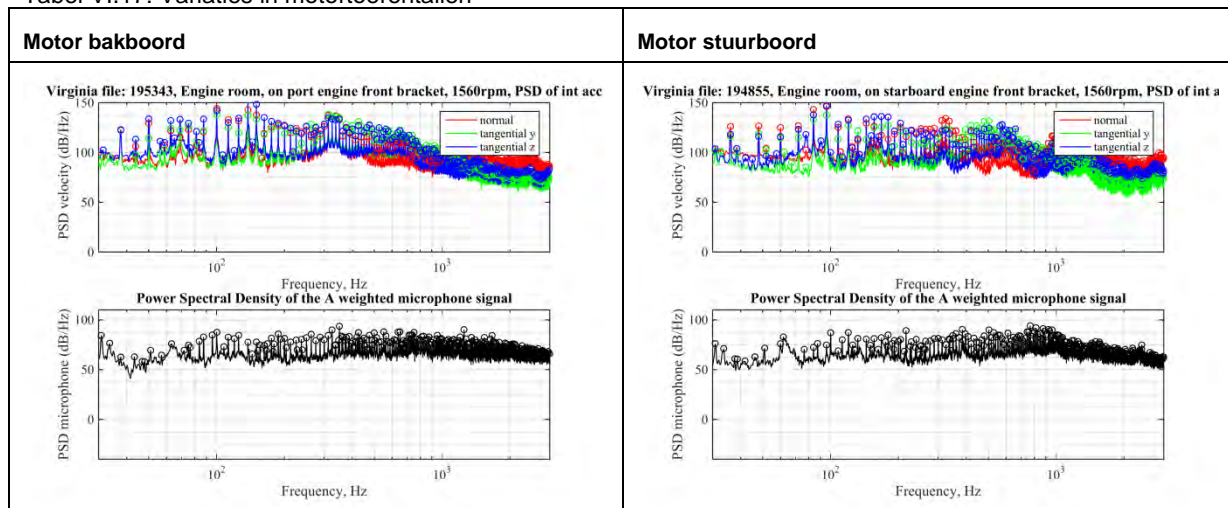 Tabel VI.17: Variaties in motortoerentallen
Motor bakboord
Motor stuurboord
Virginia file: 195343, Engine room, on port engine front bracket, 1560rpm, PSD of int acc
150
100
50
0
PSD velocity (dB/Hz)
normal
tangential y
tangential z
10²
10³
Frequency, Hz
Power Spectral Density of the A weighted microphone signal
100
50
0
PSD microphone (dB/Hz)
10²
10³
Frequency, Hz
Virginia file: 194855, Engine room, on starboard engine front bracket, 1560rpm, PSD of int a
150
100
50
0
PSD velocity (dB/Hz)
normal
tangential y
tangential z
10²
10³
Frequency, Hz
Power Spectral Density of the A weighted microphone signal
100
50
0
PSD microphone (dB/Hz)
10²
10³
Frequency, Hz